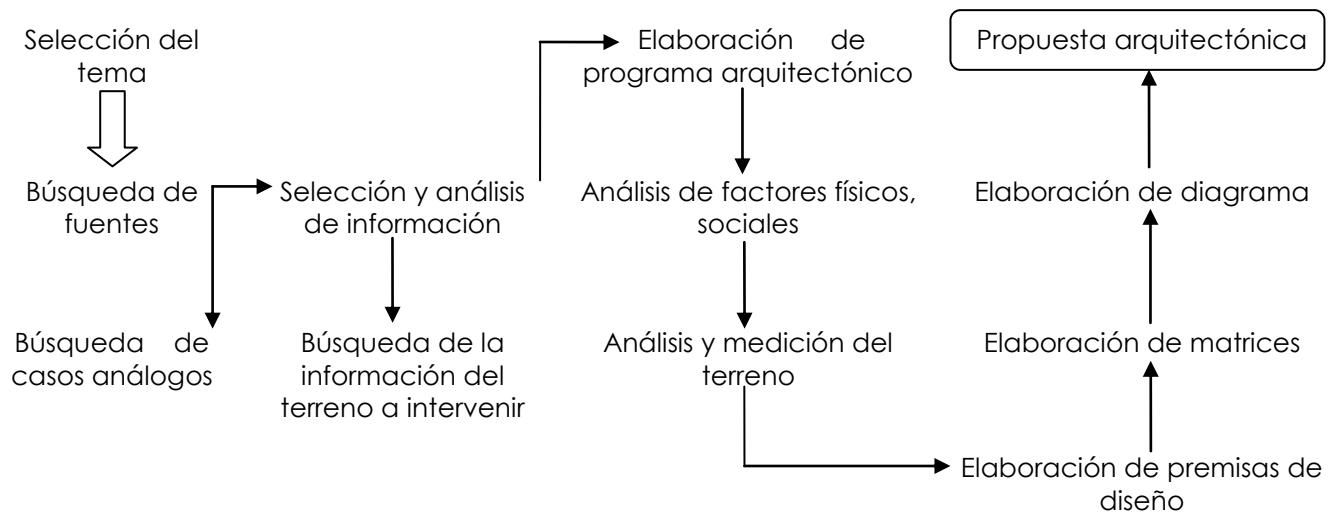 Selección del
tema
Búsqueda de
fuentes
Búsqueda de
casos análogos
Selección y análisis
de información
Búsqueda de la
información del
terreno a intervenir
Elaboración de
programa arquitectónico
Análisis de factores físicos,
sociales
Análisis y medición del
terreno
Elaboración de premisas de
diseño
Elaboración de matrices
Elaboración de diagrama
Propuesta arquitectónica